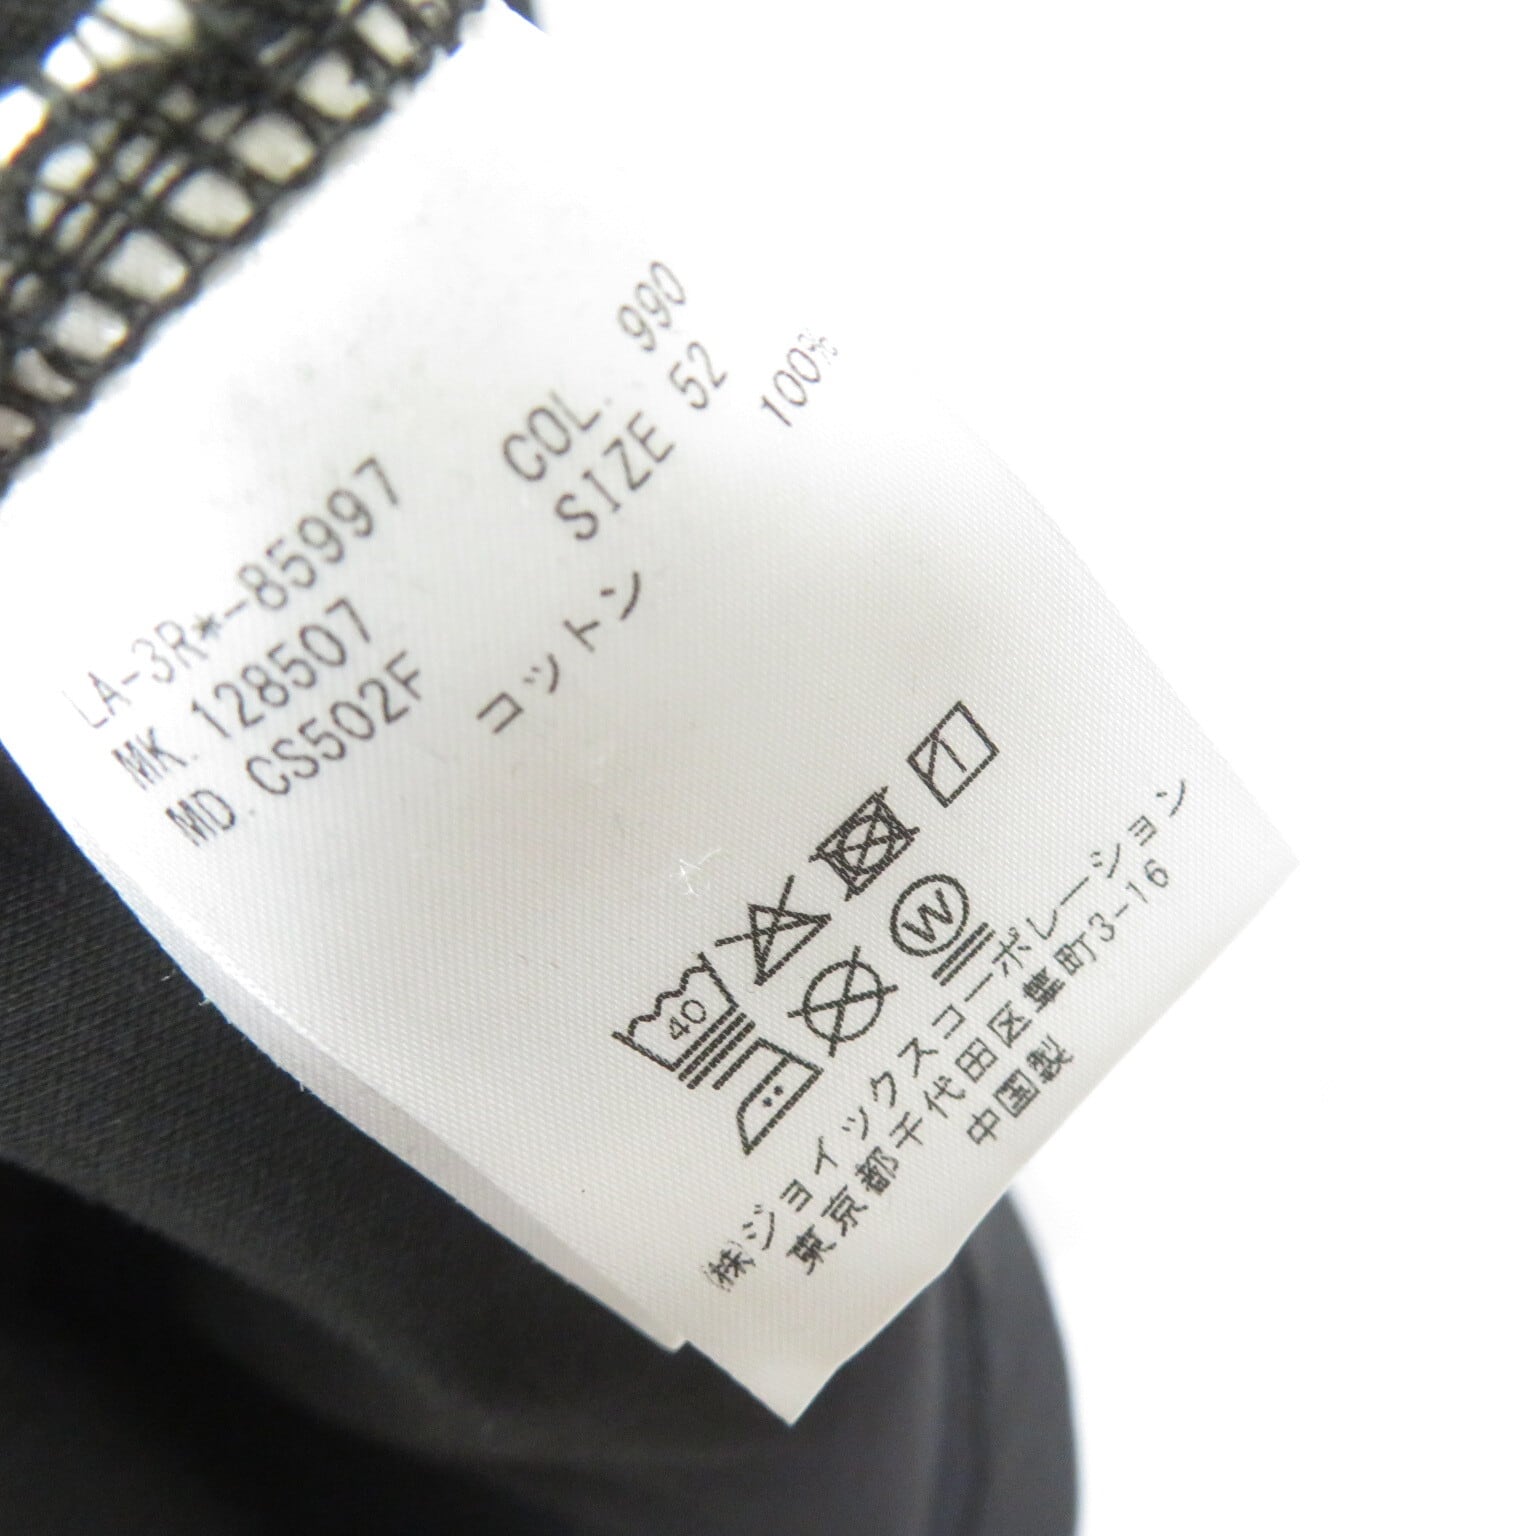 LA-3R*-85997 COL. 990
MK. 128507 SIZE 52
MD. CS502F
コットン 100%
40
W
(株)ジョイックスコーポレーション
東京都千代田区隼町3-16
中国製